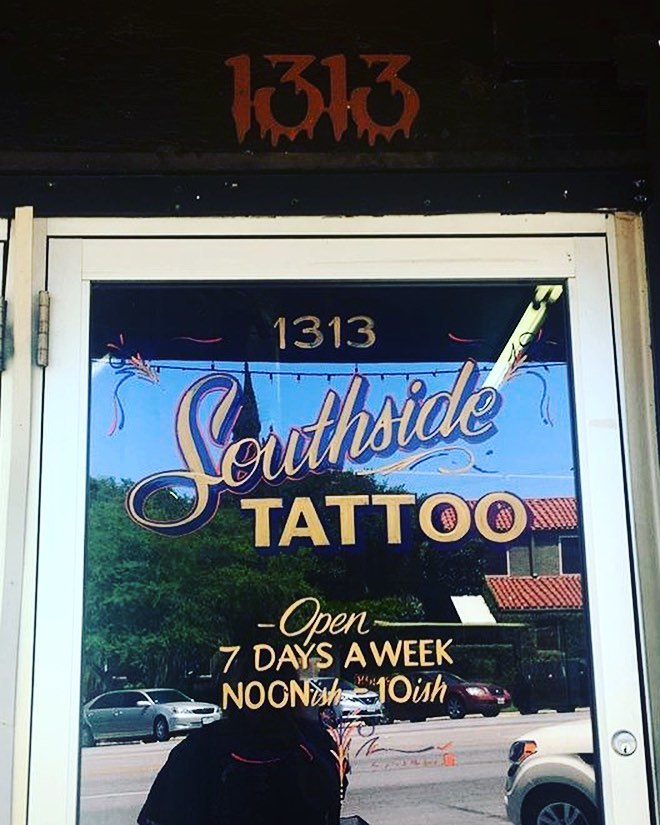 1313
1313
Southside
TATTOO
-Open-
7 DAYS A WEEK
NOONish - 10ish